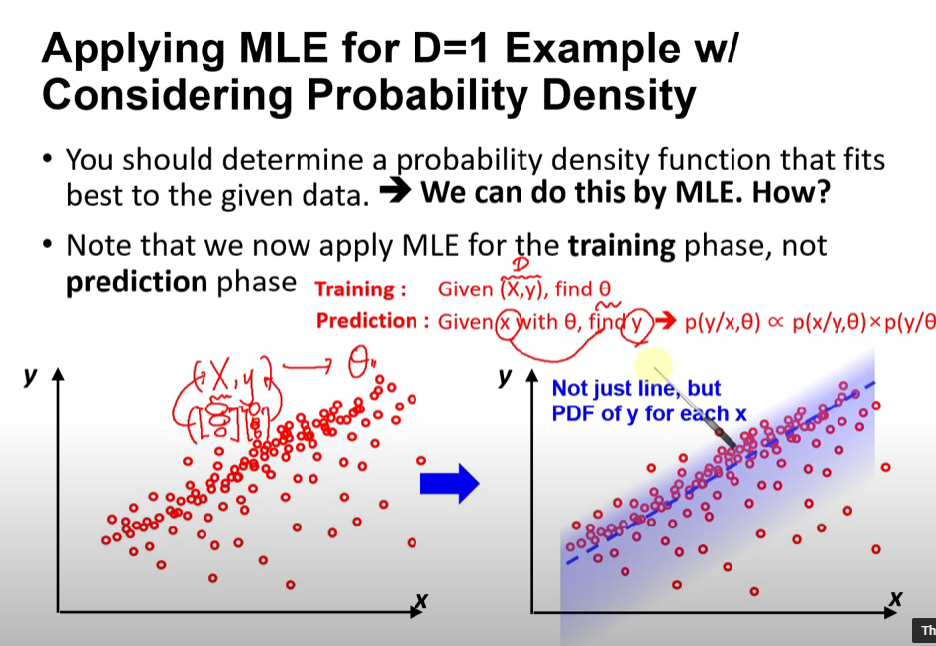 Applying MLE for D=1 Example w/
Considering Probability Density
• You should determine a probability density function that fits
best to the given data. ➔ We can do this by MLE. How?
• Note that we now apply MLE for the training phase, not
prediction phase
D
Training : Given (X,y), find θ
Prediction : Given x with θ, find y ➔ p(y/x,θ) ∝ p(x/y,θ)×p(y/θ
{X, y} → θ
y
y
Not just line, but
PDF of y for each x
x
x
Th